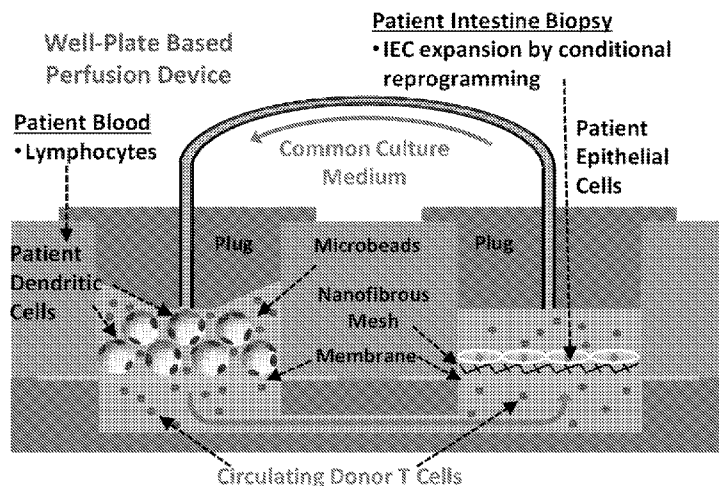 Well-Plate Based
Perfusion Device
Patient Intestine Biopsy
•IEC expansion by conditional
reprogramming
Patient Blood
•Lymphocytes
Common Culture
Medium
Patient
Epithelial
Cells
Plug
Microbeads
Plug
Patient
Dendritic
Cells
Nanofibrous
Mesh
Membrane
Circulating Donor T Cells